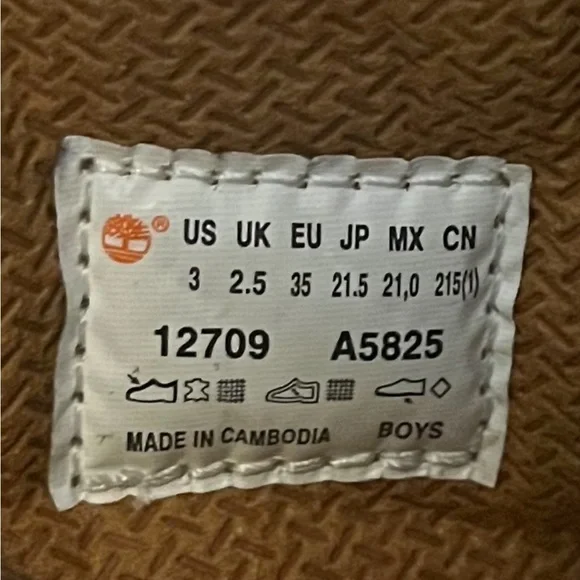 ® US UK EU JP MX CN
3 2.5 35 21.5 21,0 215(1)
12709 A5825
MADE IN CAMBODIA BOYS